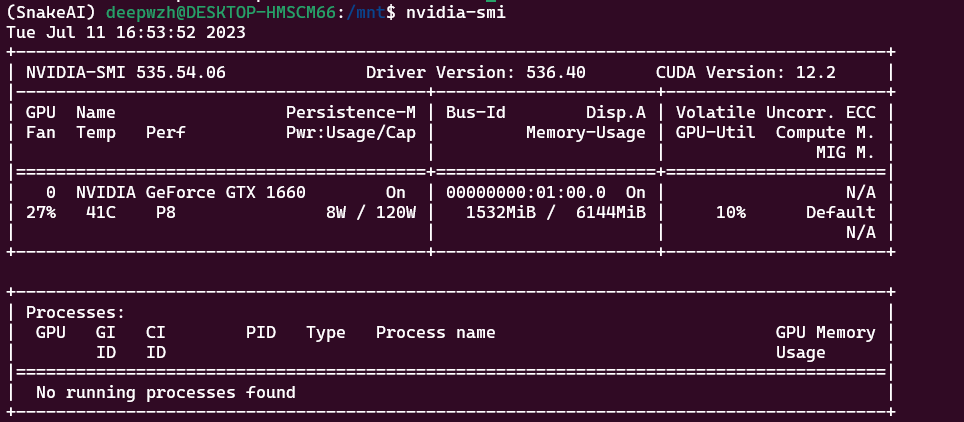 (SnakeAI) deepwzh@DESKTOP-HMSCM66:/mnt$ nvidia-smi
Tue Jul 11 16:53:52 2023
+---------------------------------------------------------------------------------------+
| NVIDIA-SMI 535.54.06              Driver Version: 536.40       CUDA Version: 12.2     |
|-----------------------------------------+----------------------+----------------------+
| GPU  Name                 Persistence-M | Bus-Id        Disp.A | Volatile Uncorr. ECC |
| Fan  Temp   Perf          Pwr:Usage/Cap |         Memory-Usage | GPU-Util  Compute M. |
|                                         |                      |               MIG M. |
|=========================================+======================+======================|
|   0  NVIDIA GeForce GTX 1660        On  | 00000000:01:00.0  On |                  N/A |
| 27%   41C    P8               8W / 120W |   1532MiB /  6144MiB |     10%      Default |
|                                         |                      |                  N/A |
+-----------------------------------------+----------------------+----------------------+

+---------------------------------------------------------------------------------------+
| Processes:                                                                            |
|  GPU   GI   CI        PID   Type   Process name                            GPU Memory |
|        ID   ID                                                             Usage      |
|=======================================================================================|
|  No running processes found                                                           |
+---------------------------------------------------------------------------------------+